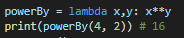 powerBy = lambda x,y: x**y
print(powerBy(4, 2)) # 16